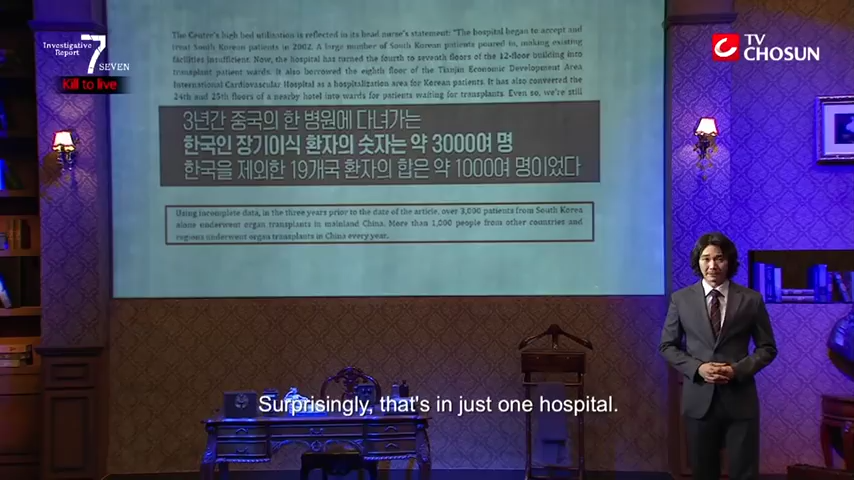 Investigative
Report
7
SEVEN
Kill to live
TV
CHOSUN
The Center's high bed utilization is reflected in its head nurse's statement: "The hospital began to accept and
treat South Korean patients in 2002. A large number of South Korean patients poured in, making existing
facilities insufficient. Now, the hospital has turned the fourth to seventh floors of the 12-floor building into
transplant patient wards. It also borrowed the eighth floor of the Tianjin Economic Development Area
International Cardiovascular Hospital as a hospitalization area for Korean patients. It has also converted the
24th and 25th floors of a nearby hotel into wards for patients waiting for transplants. Even so, we're still
3년간 중국의 한 병원에 다녀가는
한국인 장기이식 환자의 숫자는 약 3000여 명
한국을 제외한 19개국 환자의 합은 약 1000여 명이었다
Using incomplete data, in the three years prior to the date of the article, over 3,000 patients from South Korea
alone underwent organ transplants in mainland China. More than 1,000 people from other countries and
regions underwent organ transplants in China every year.
Surprisingly, that's in just one hospital.